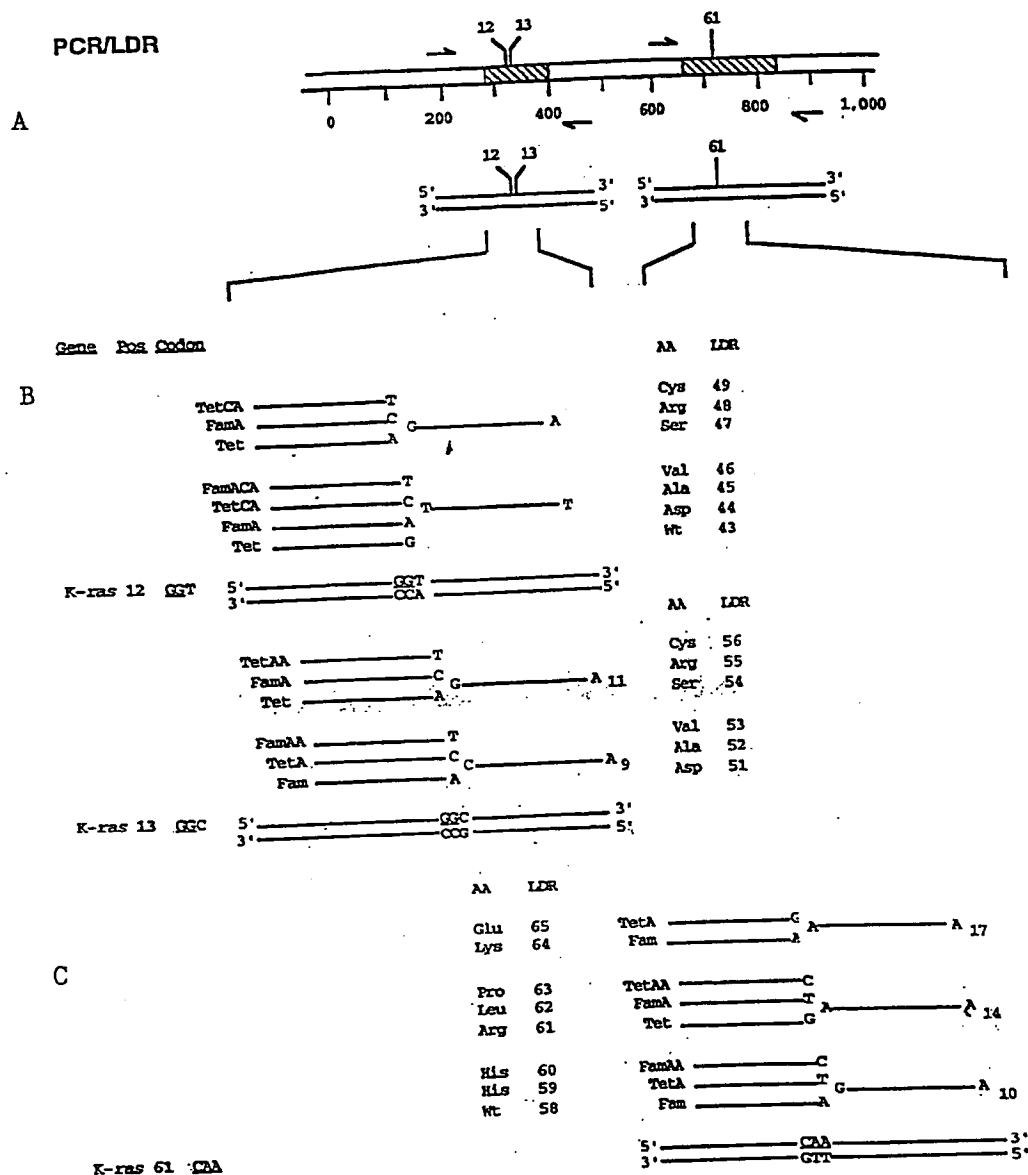 PCR/LDR
12 13
61
A
0 200 400 600 800 1,000
12 13
61
5' 3' 5' 3'
3' 5' 3' 5'
Gene Pos Codon
AA LDR
B
TetCA T
FamA C
Tet A
G A
Cys 49
Arg 48
Ser 47
FamACA T
TetCA C
FamA A
Tet G
T T
Val 46
Ala 45
Asp 44
Wt 43
K-ras 12 GGT
5' GGT 3'
3' CCA 5'
AA LDR
TetAA T
FamA C
Tet A
G A 11
Cys 56
Arg 55
Ser 54
FamAA T
TetA C
Fam A
C A 9
Val 53
Ala 52
Asp 51
K-ras 13 GGC
5' GGC 3'
3' CCG 5'
AA LDR
C
Glu 65
Lys 64
TetA G
Fam A
A A 17
Pro 63
Leu 62
Arg 61
TetAA C
FamA T
Tet G
A A 14
His 60
His 59
Wt 58
FamAA C
TetA T
Fam A
G A 10
K-ras 61 CAA
5' CAA 3'
3' GTT 5'